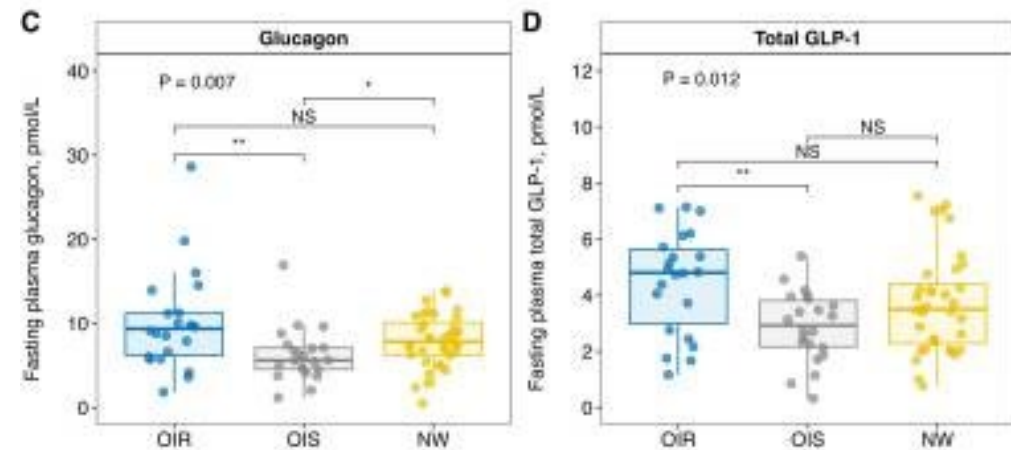 C
Glucagon
Fasting plasma glucagon, pmol/L
40
30
20
10
0
P = 0.007
*
NS
**
OIR
OIS
NW
D
Total GLP-1
Fasting plasma total GLP-1, pmol/L
12
10
8
6
4
2
0
P = 0.012
NS
NS
**
OIR
OIS
NW